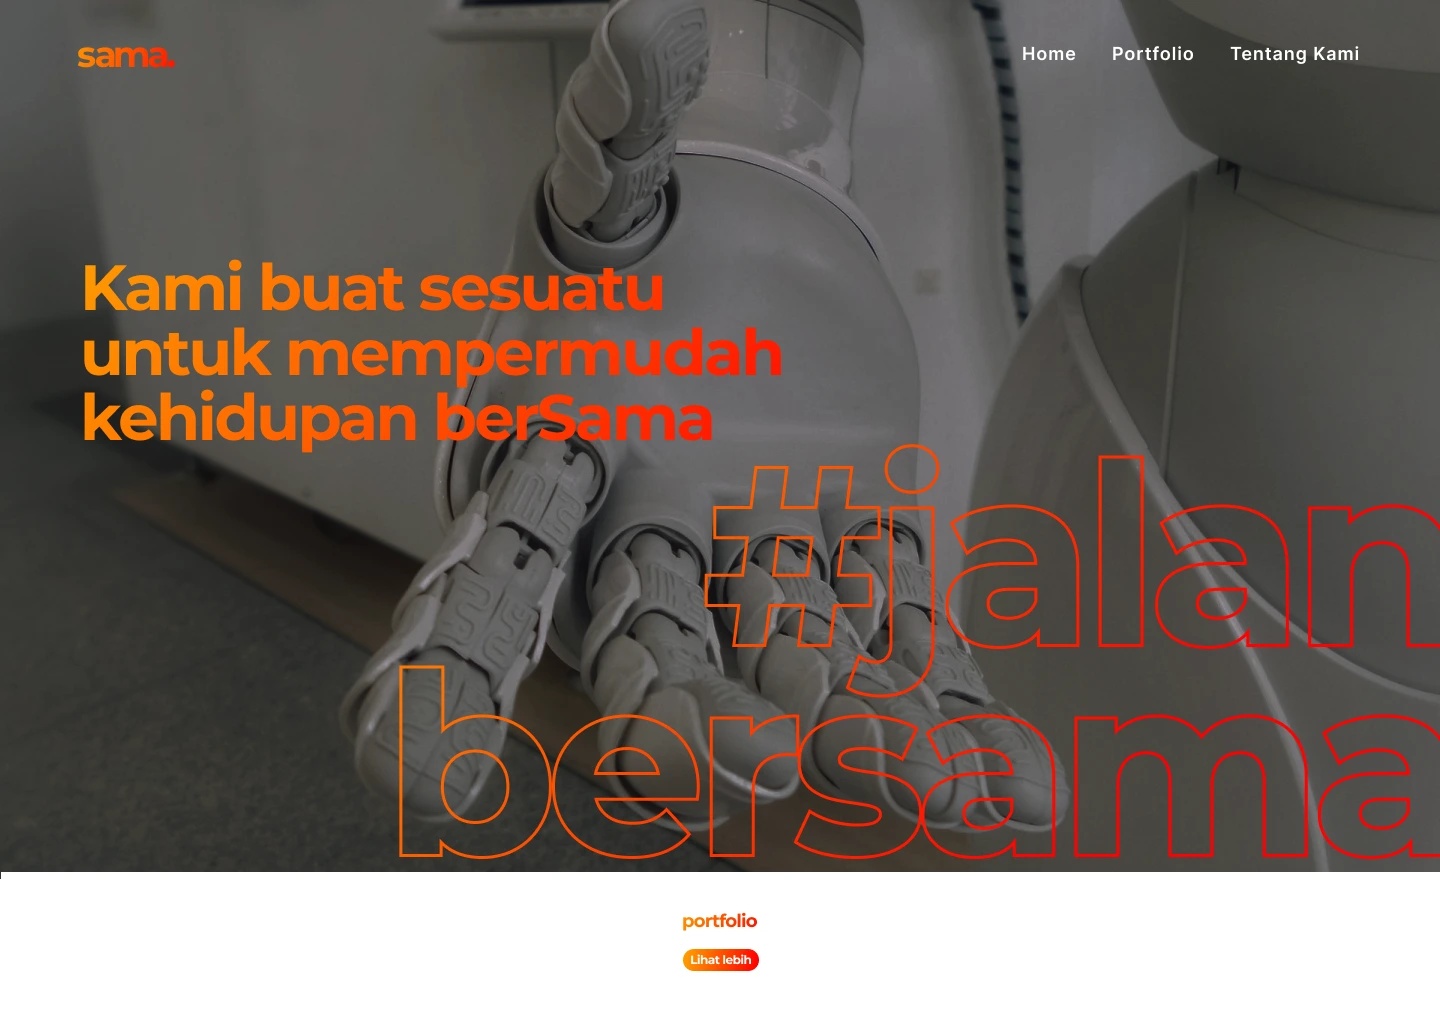 sama.
Home Portfolio Tentang Kami
Kami buat sesuatu
untuk mempermudah
kehidupan berSama
#jalan
bersama
portfolio
Lihat lebih